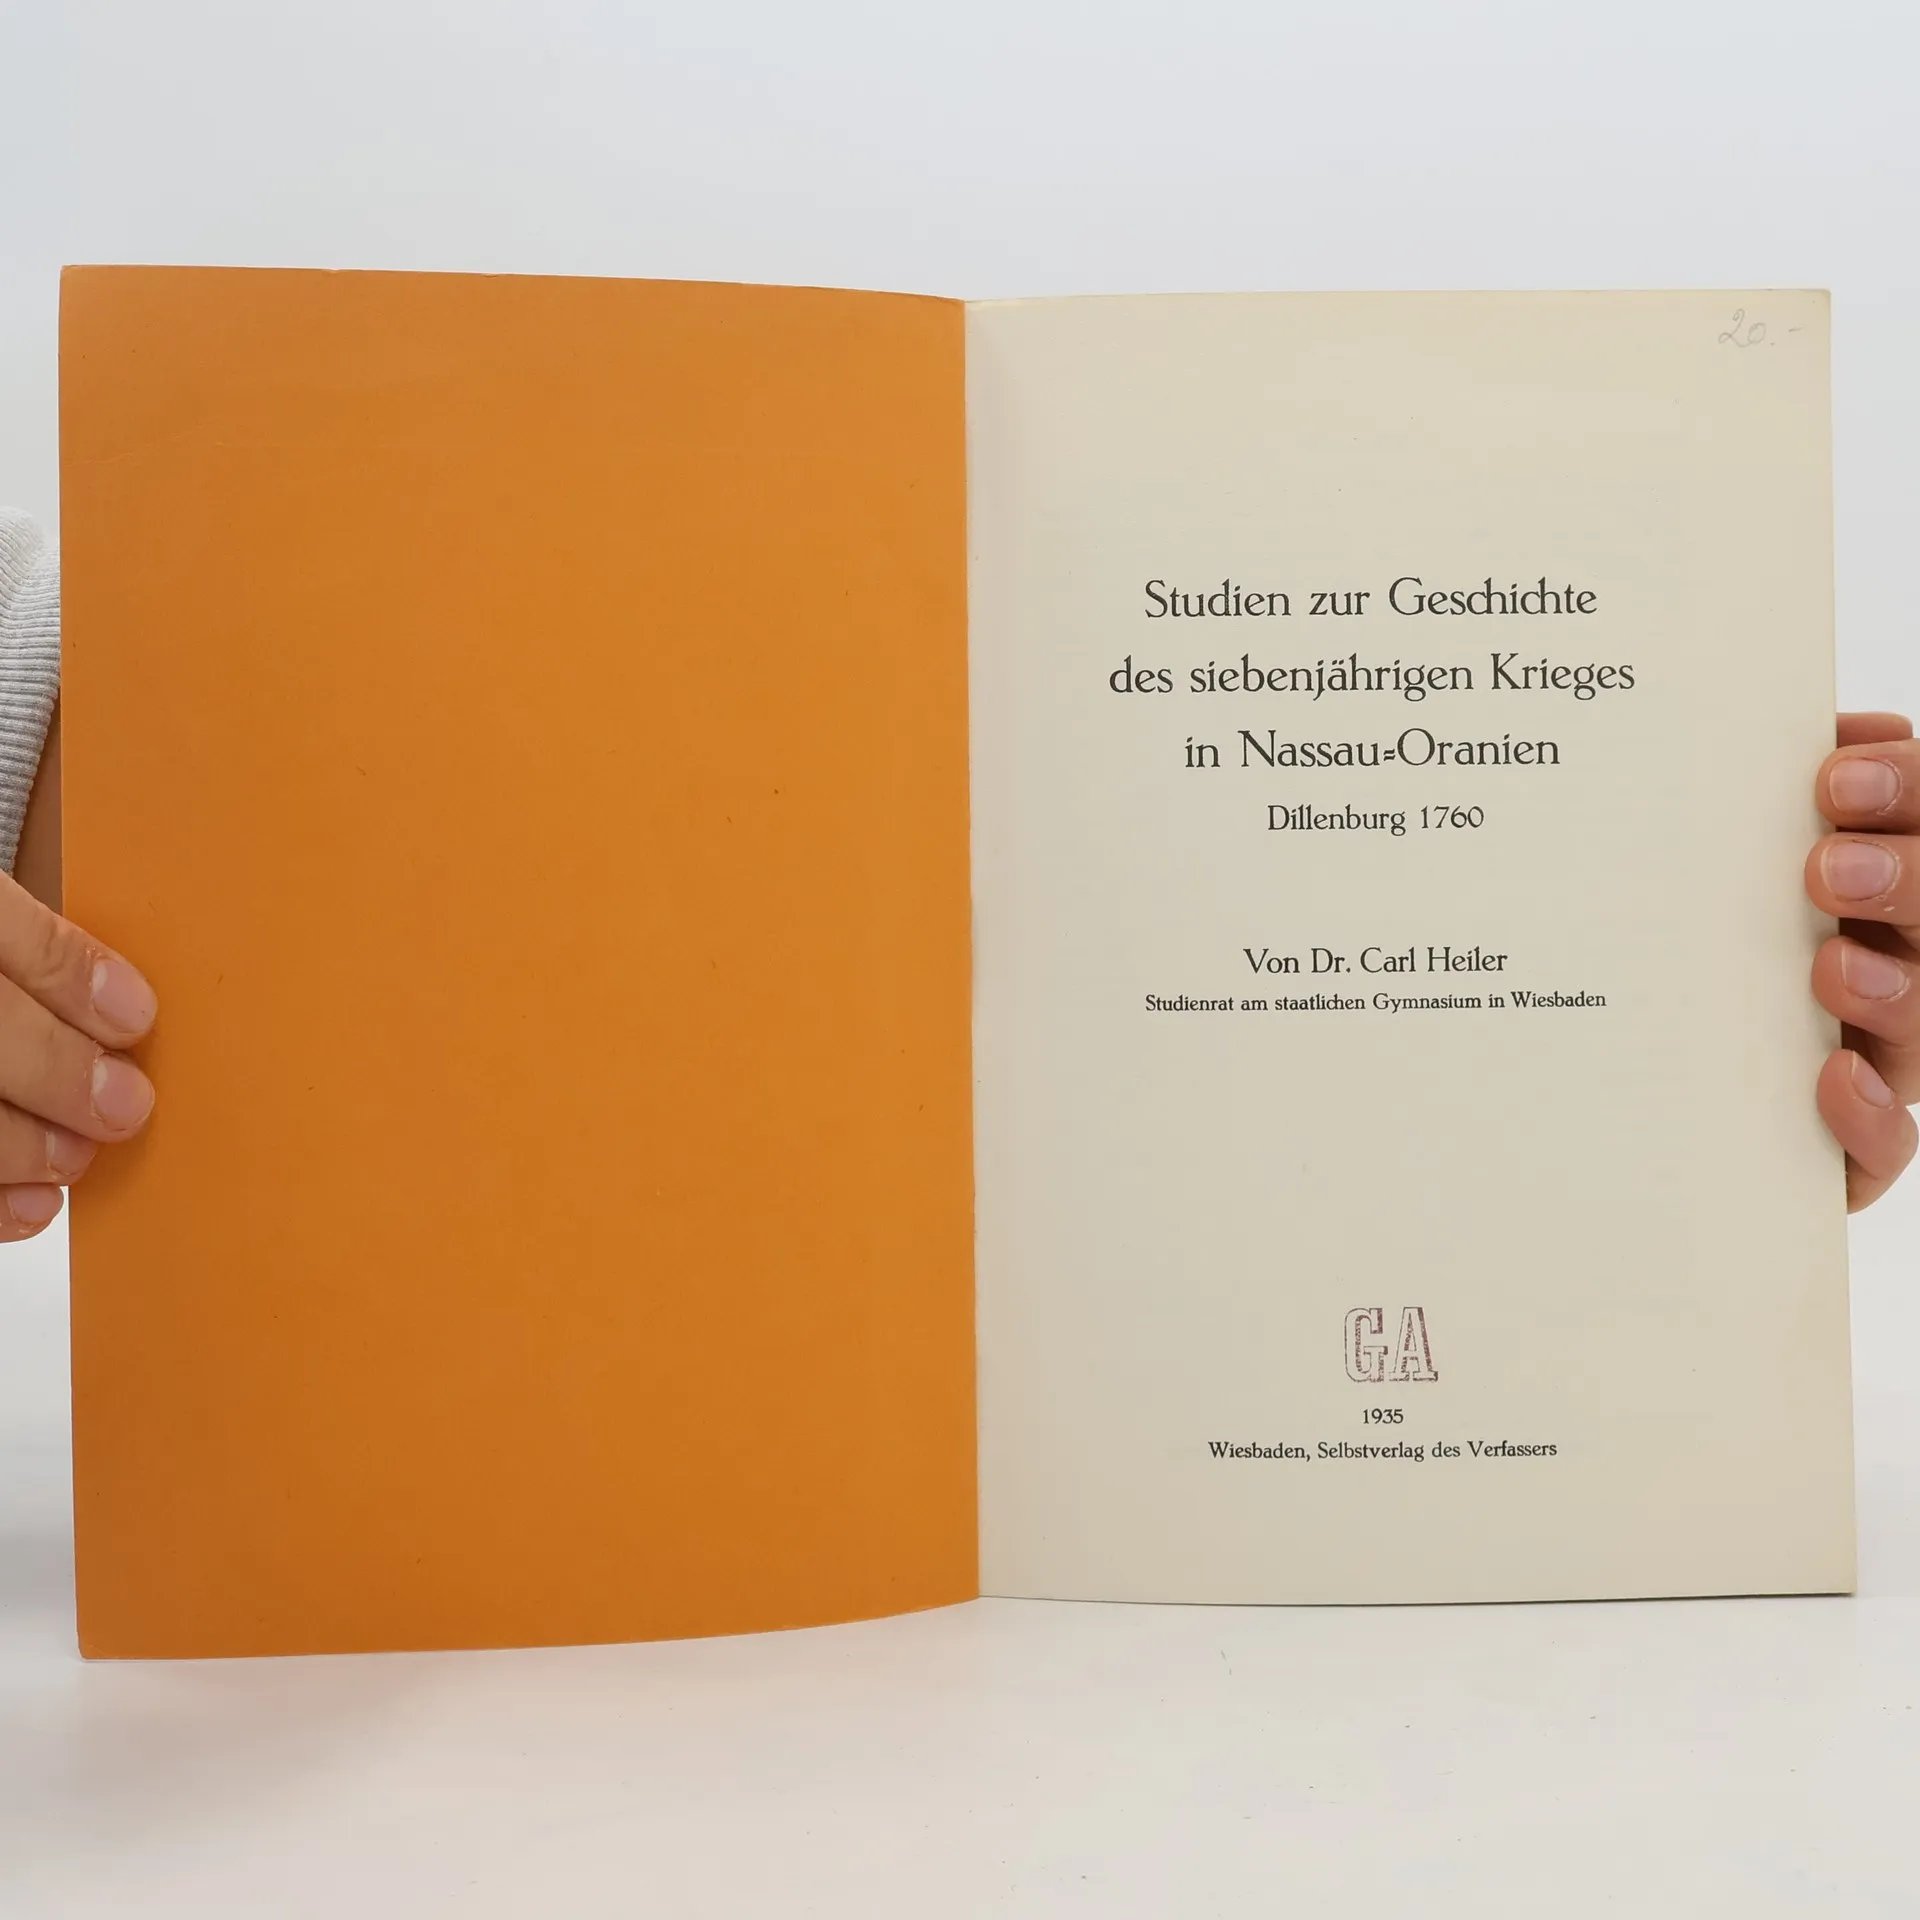 20.-
Studien zur Geschichte
des siebenjährigen Krieges
in Nassau=Oranien
Dillenburg 1760
Von Dr. Carl Heiler
Studienrat am staatlichen Gymnasium in Wiesbaden
GA
1935
Wiesbaden, Selbstverlag des Verfassers